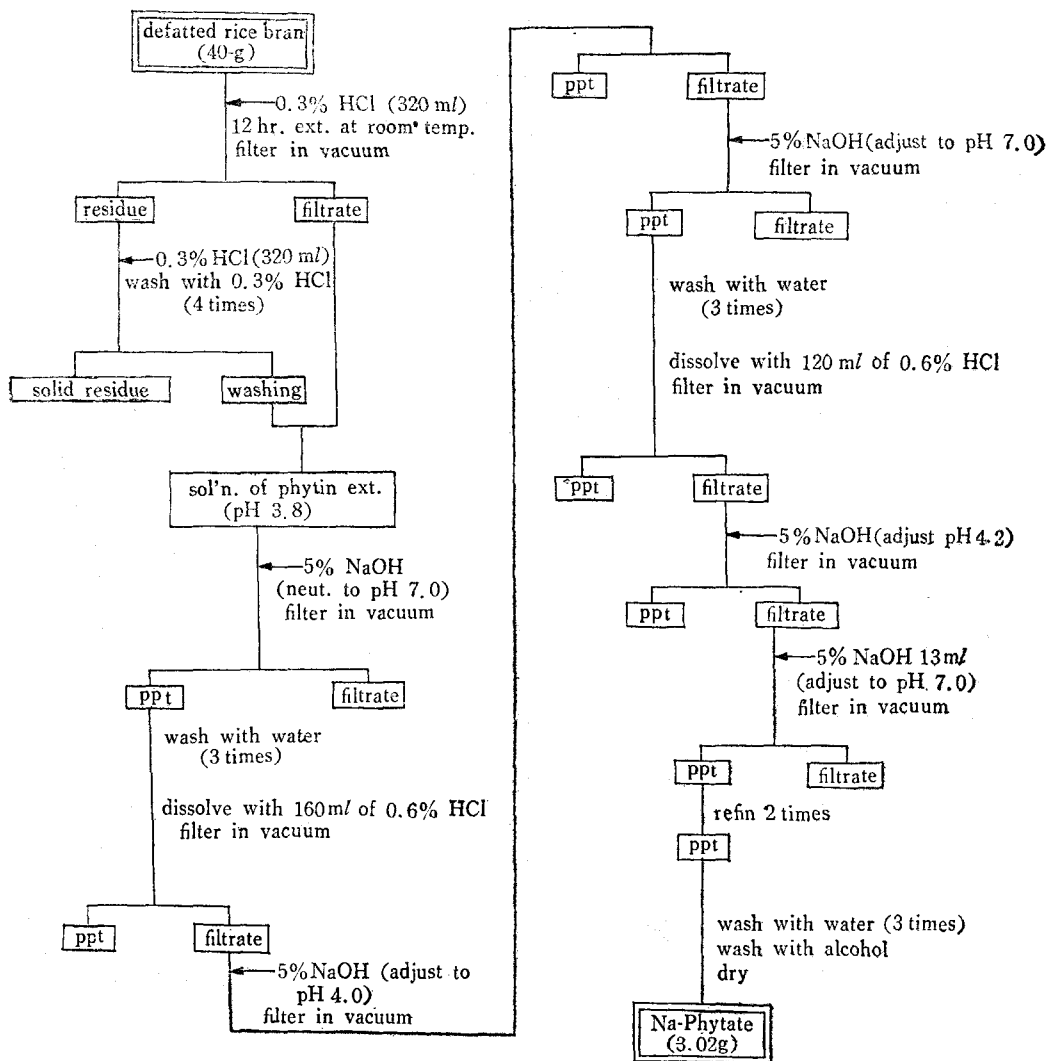 defatted rice bran
(40-g)
0.3% HCl (320 ml)
12 hr. ext. at room temp.
filter in vacuum
residue
filtrate
0.3% HCl (320 ml)
wash with 0.3% HCl
(4 times)
solid residue
washing
sol'n. of phytin ext.
(pH 3.8)
5% NaOH
(neut. to pH 7.0)
filter in vacuum
ppt
filtrate
wash with water
(3 times)
dissolve with 160 ml of 0.6% HCl
filter in vacuum
ppt
filtrate
5% NaOH (adjust to
pH 4.0)
filter in vacuum
ppt
filtrate
5% NaOH (adjust to pH 7.0)
filter in vacuum
ppt
filtrate
wash with water
(3 times)
dissolve with 120 ml of 0.6% HCl
filter in vacuum
ppt
filtrate
5% NaOH (adjust pH 4.2)
filter in vacuum
ppt
filtrate
5% NaOH 13 ml
(adjust to pH 7.0)
filter in vacuum
ppt
filtrate
refin 2 times
ppt
wash with water (3 times)
wash with alcohol
dry
Na-Phytate
(3.02g)